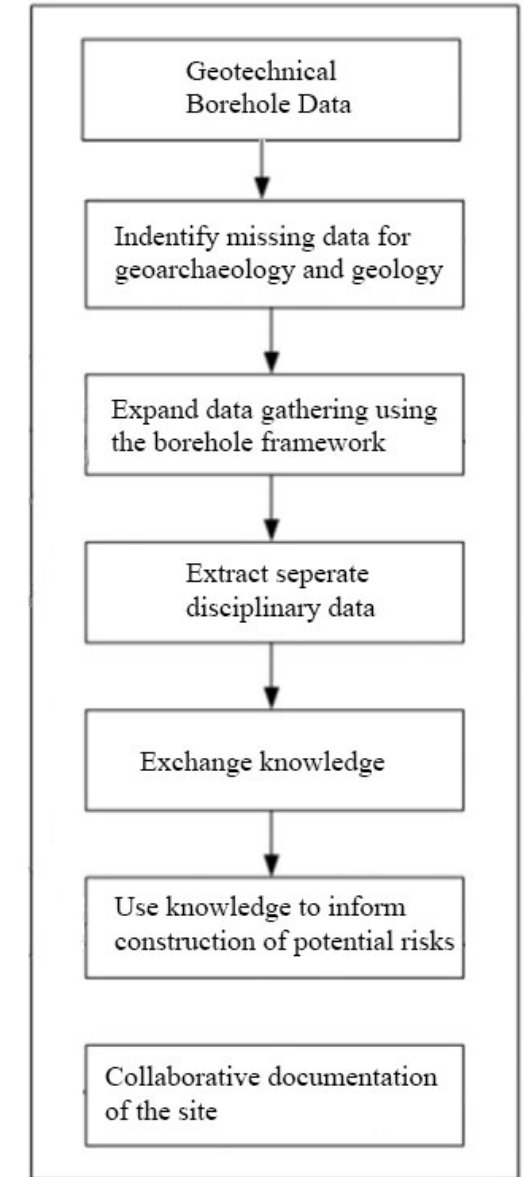 Geotechnical
Borehole Data
Indentify missing data for
geoarchaeology and geology
Expand data gathering using
the borehole framework
Extract seperate
disciplinary data
Exchange knowledge
Use knowledge to inform
construction of potential risks
Collaborative documentation
of the site